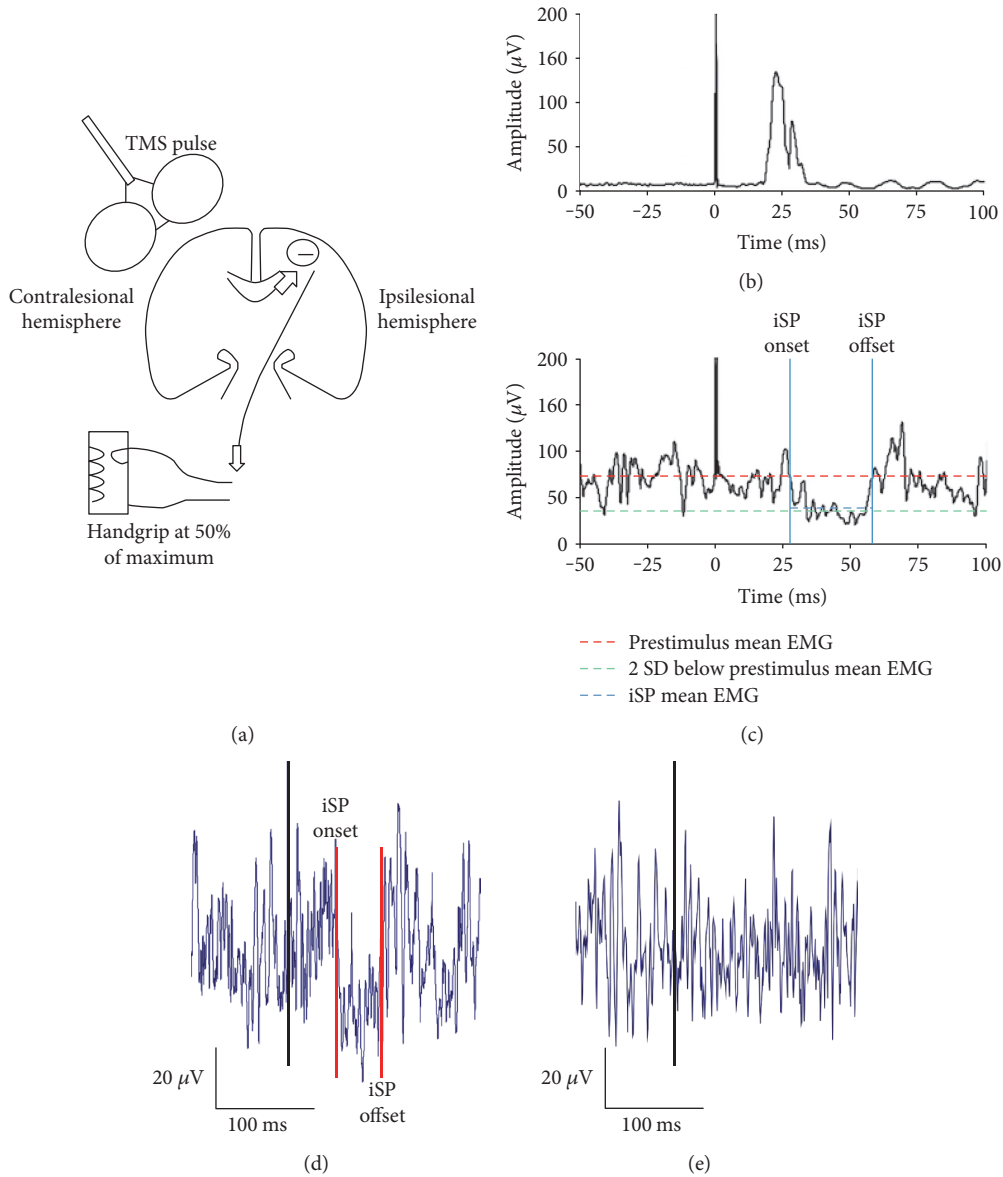 TMS pulse
Contralesional
hemisphere
Ipsilesional
hemisphere
Handgrip at 50%
of maximum
(a)
Amplitude (μV)
200
160
100
50
0
-50 -25 0 25 50 75 100
Time (ms)
(b)
iSP
onset
iSP
offset
Amplitude (μV)
200
160
100
50
0
-50 -25 0 25 50 75 100
Time (ms)
Prestimulus mean EMG
2 SD below prestimulus mean EMG
iSP mean EMG
(c)
iSP
onset
20 μV
100 ms
iSP
offset
(d)
20 μV
100 ms
(e)